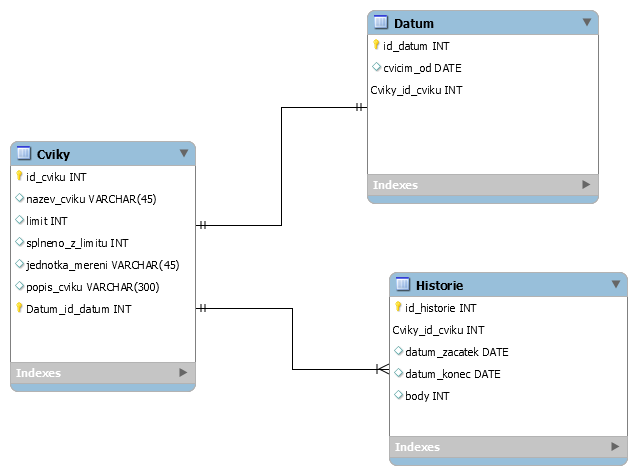 Datum
id_datum INT
cvicim_od DATE
Cviky_id_cviku INT
Indexes
Cviky
id_cviku INT
nazev_cviku VARCHAR(45)
limit INT
splneno_z_limitu INT
jednotka_mereni VARCHAR(45)
popis_cviku VARCHAR(300)
Datum_id_datum INT
Indexes
Historie
id_historie INT
Cviky_id_cviku INT
datum_zacatek DATE
datum_konec DATE
body INT
Indexes